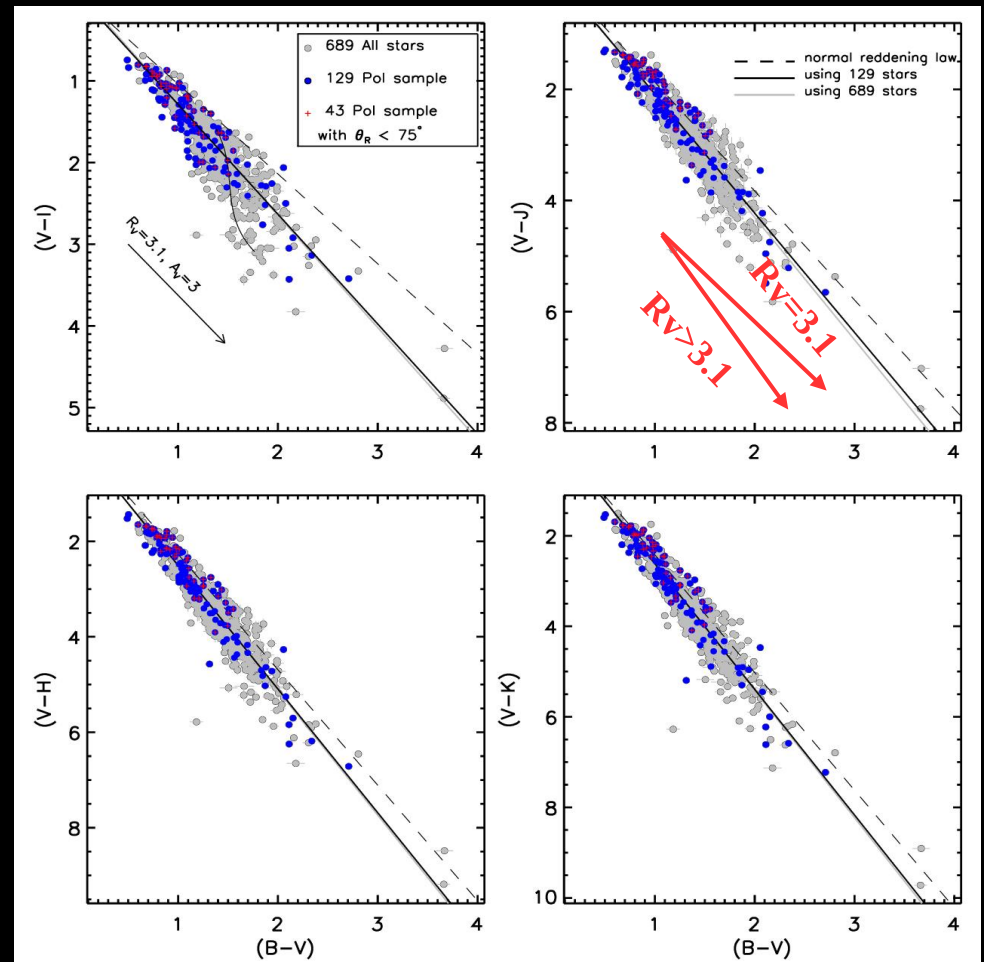 689 All stars
129 Pol sample
43 Pol sample
with θR < 75°
Rv=3.1, Av=3
(V−I)
1
2
3
4
5
1
2
3
4
normal reddening law
using 129 stars
using 689 stars
Rv=3.1
Rv>3.1
(V−J)
2
4
6
8
1
2
3
4
(V−H)
2
4
6
8
1
2
3
4
(B−V)
(V−K)
2
4
6
8
10
1
2
3
4
(B−V)